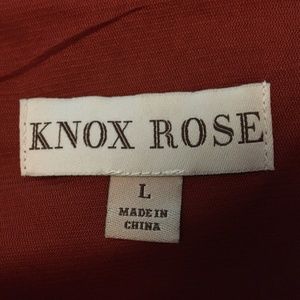 KNOX ROSE
L
MADE IN
CHINA